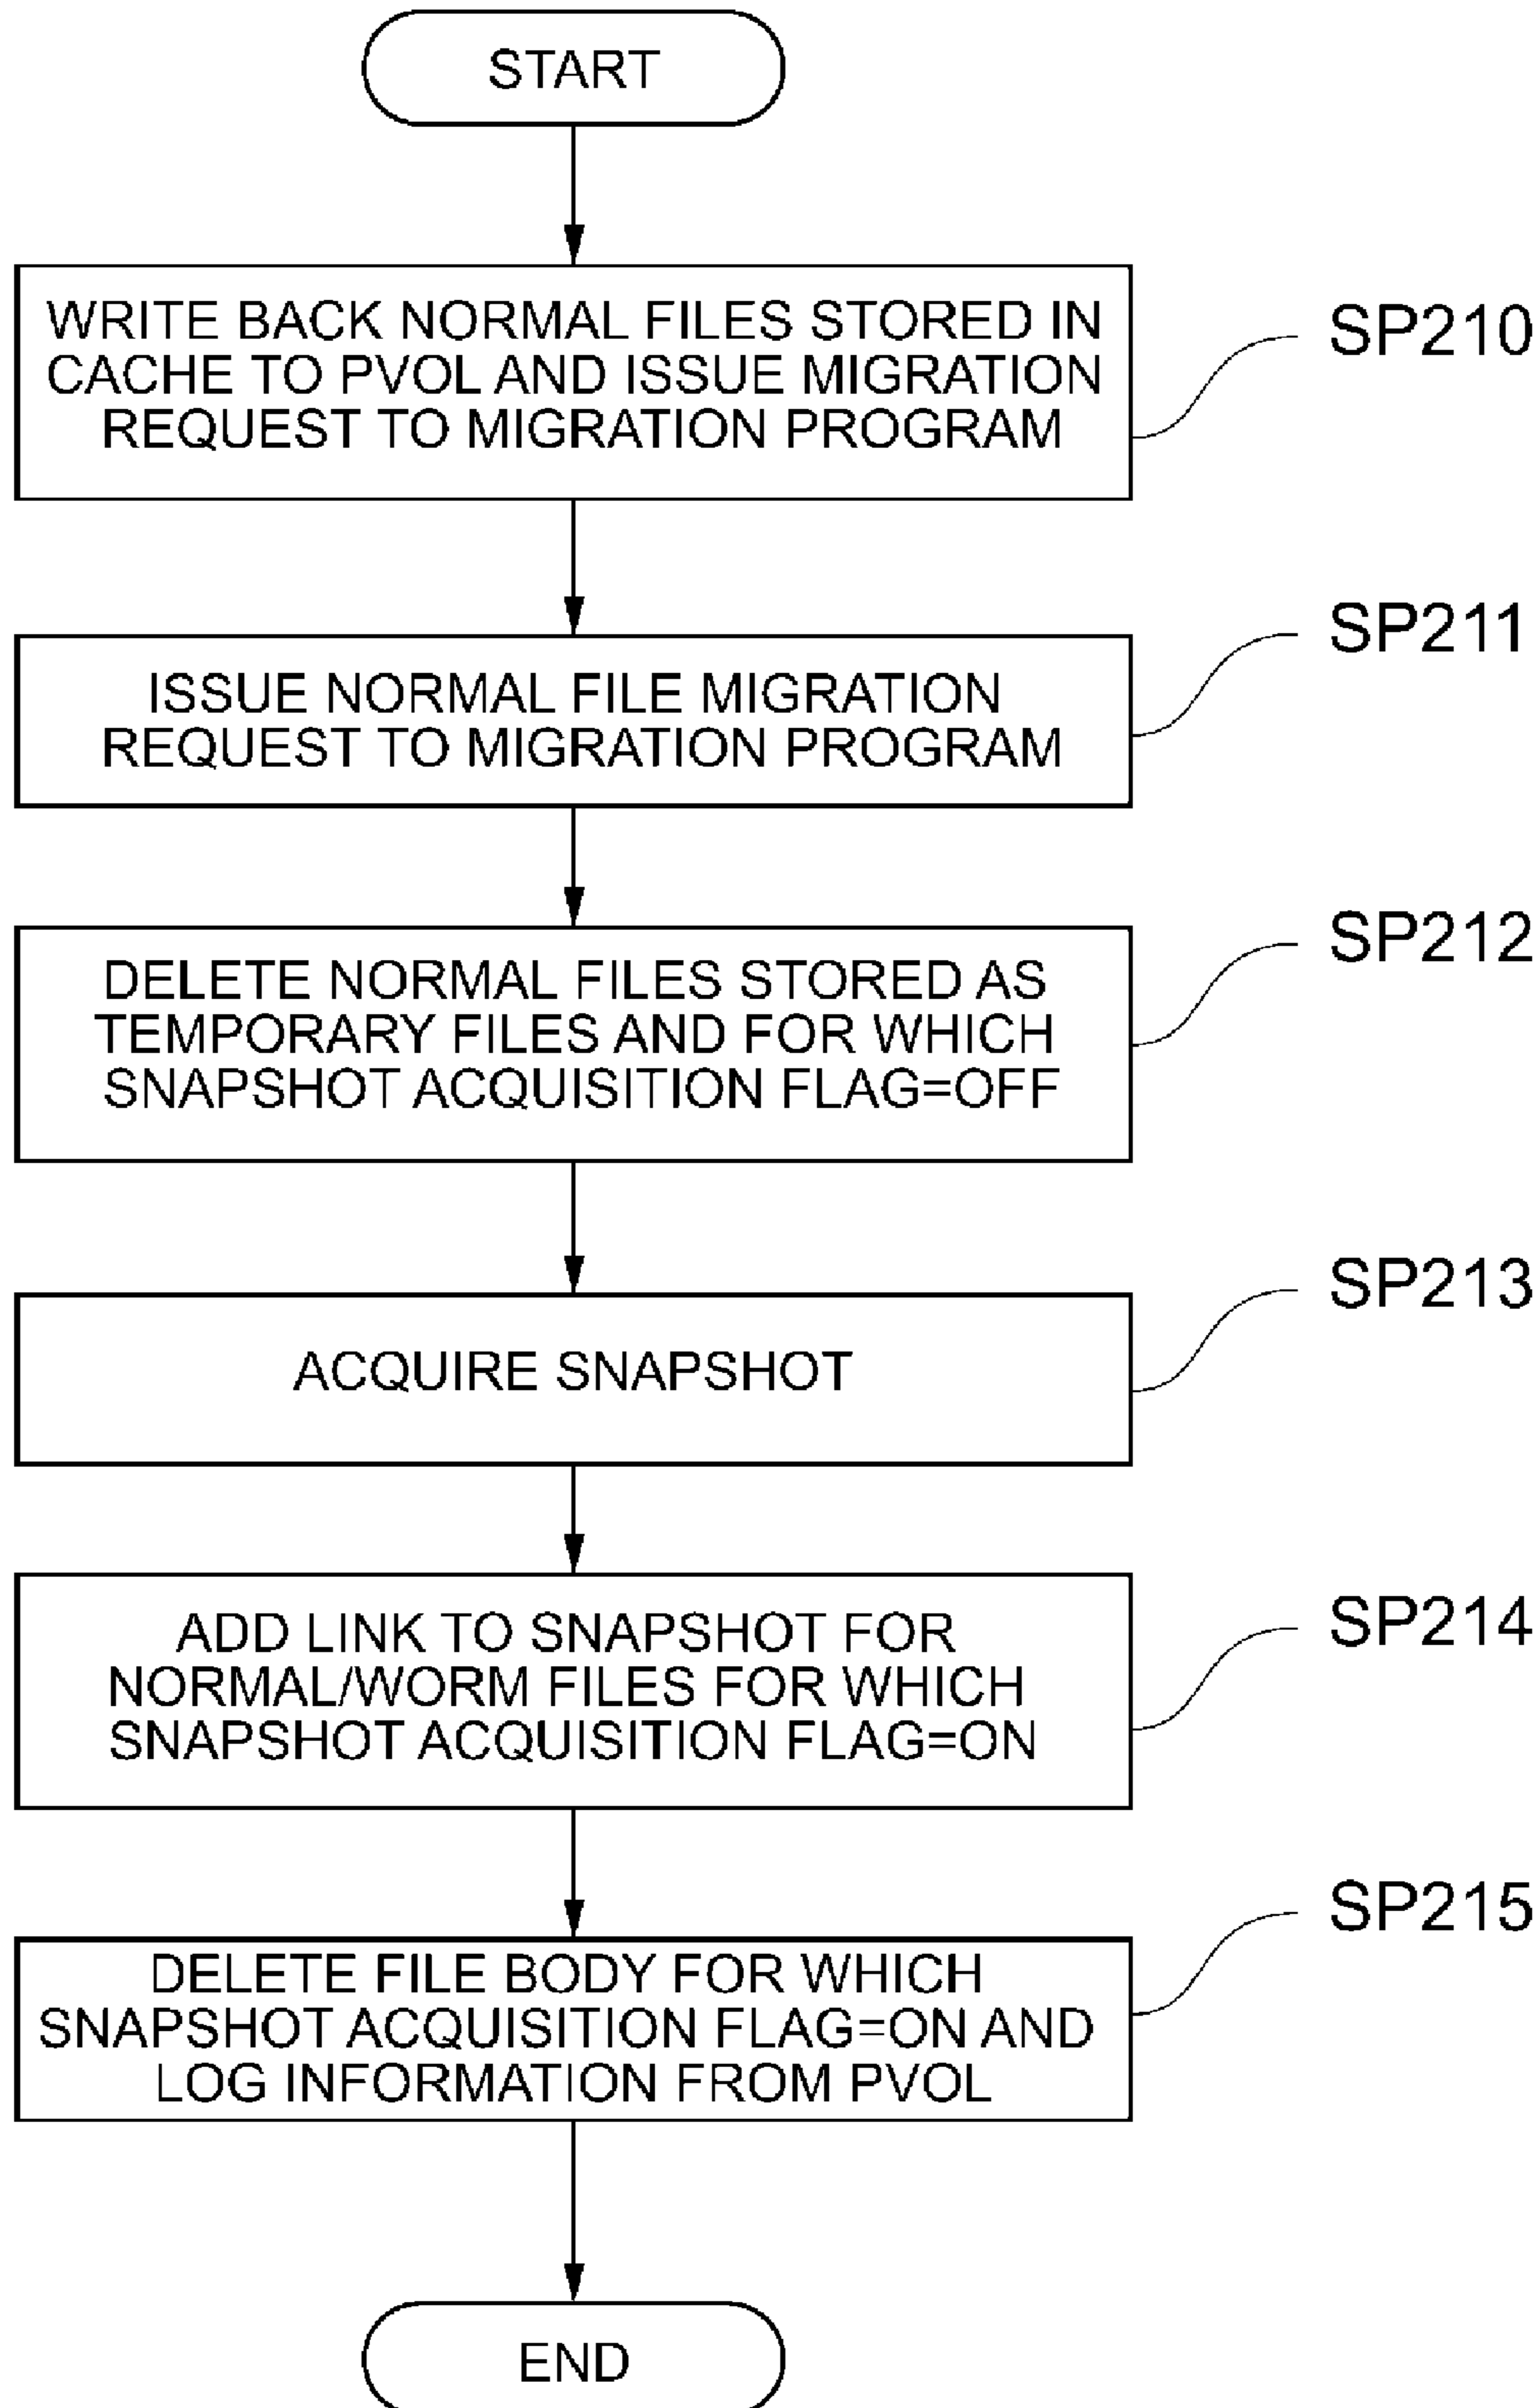 START
WRITE BACK NORMAL FILES STORED IN
CACHE TO PVOL AND ISSUE MIGRATION
REQUEST TO MIGRATION PROGRAM
SP210
ISSUE NORMAL FILE MIGRATION
REQUEST TO MIGRATION PROGRAM
SP211
DELETE NORMAL FILES STORED AS
TEMPORARY FILES AND FOR WHICH
SNAPSHOT ACQUISITION FLAG=OFF
SP212
ACQUIRE SNAPSHOT
SP213
ADD LINK TO SNAPSHOT FOR
NORMAL/WORM FILES FOR WHICH
SNAPSHOT ACQUISITION FLAG=ON
SP214
DELETE FILE BODY FOR WHICH
SNAPSHOT ACQUISITION FLAG=ON AND
LOG INFORMATION FROM PVOL
SP215
END